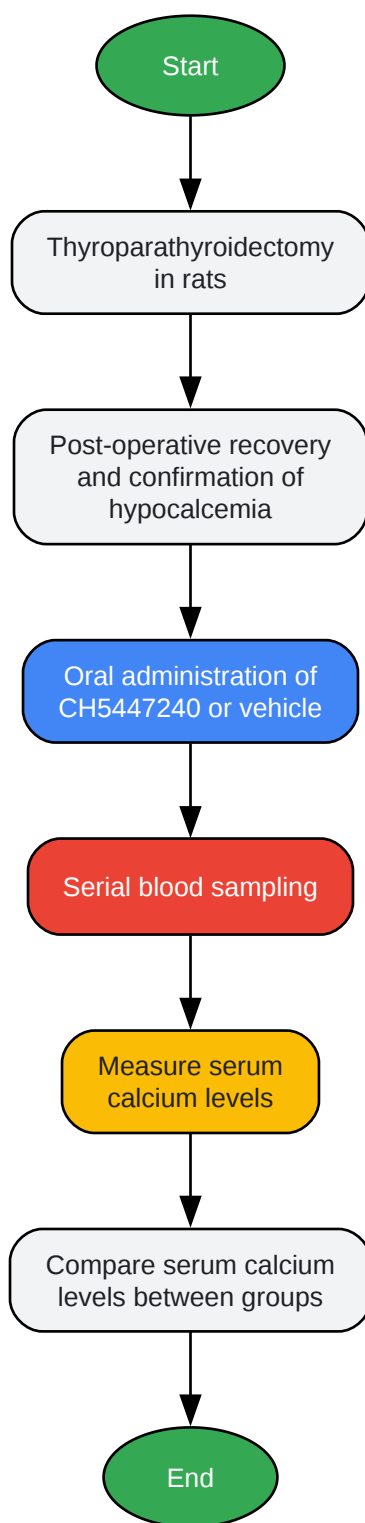 Start
Thyroparathyroidectomy
in rats
Post-operative recovery
and confirmation of
hypocalcemia
Oral administration of
CH5447240 or vehicle
Serial blood sampling
Measure serum
calcium levels
Compare serum calcium
levels between groups
End